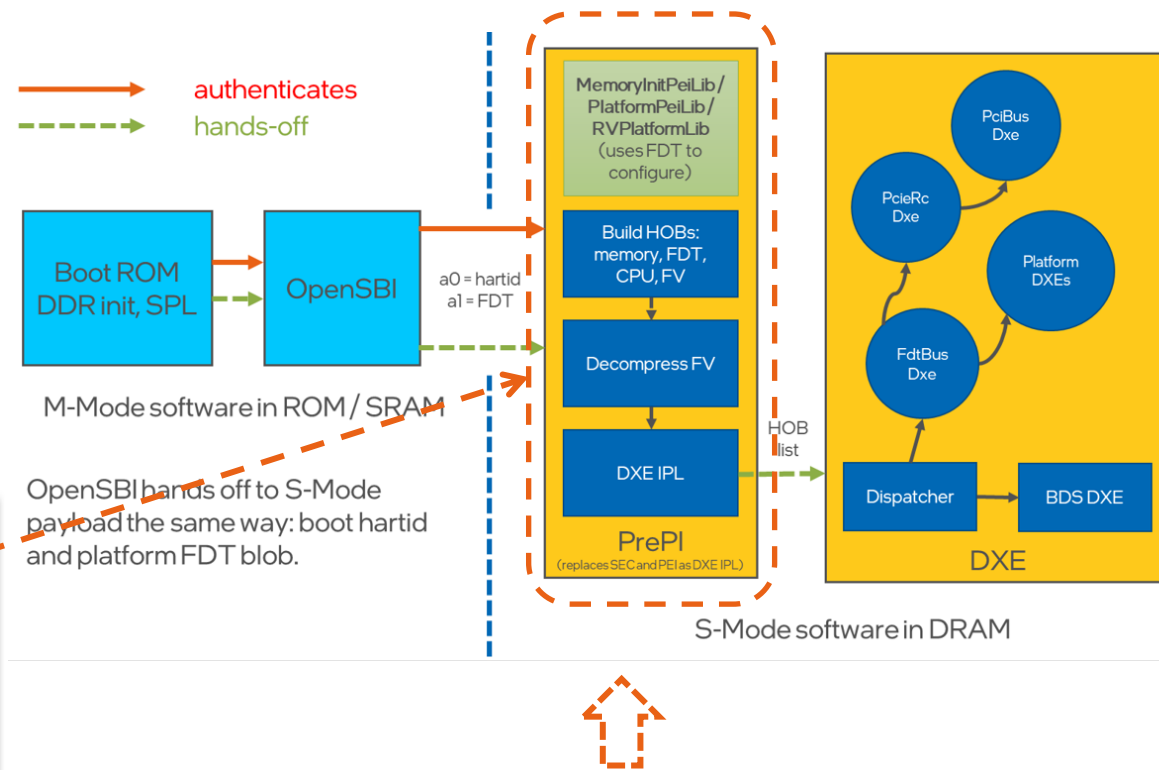 authenticates
hands-off
Boot ROM
DDR init, SPL
OpenSBI
a0 = hartid
a1 = FDT
M-Mode software in ROM / SRAM
OpenSBI hands off to S-Mode
payload the same way: boot hartid
and platform FDT blob.
MemoryInitPeiLib /
PlatformPeiLib /
RVPlatformLib
(uses FDT to
configure)
Build HOBs:
memory, FDT,
CPU, FV
Decompress FV
DXE IPL
PrePI
(replaces SEC and PEI as DXE IPL)
HOB
list
PciBus
Dxe
PcieRc
Dxe
Platform
DXEs
FdtBus
Dxe
Dispatcher
BDS DXE
DXE
S-Mode software in DRAM